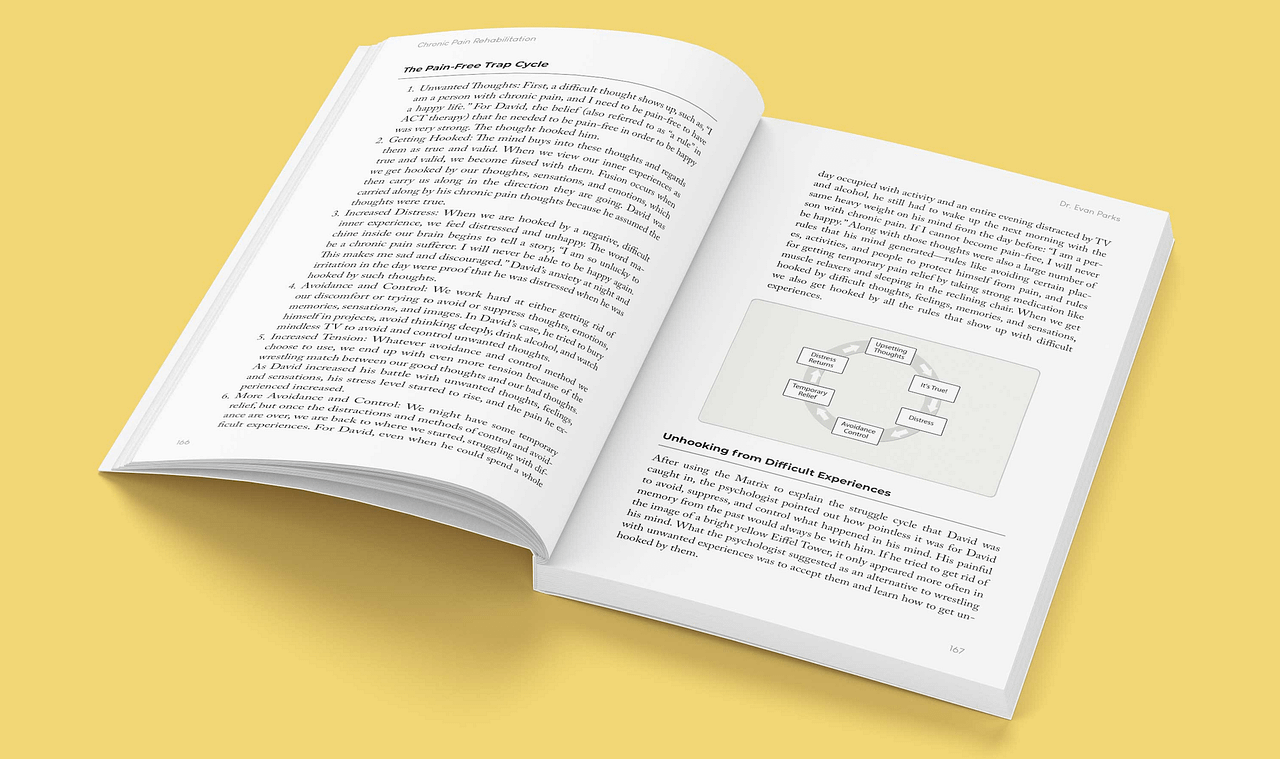 Chronic Pain Rehabilitation
The Pain-Free Trap Cycle
1. Unwanted Thoughts: First, a difficult thought shows up, such as, "I
am a person with chronic pain, and I need to be pain-free to have
a happy life." For David, the belief (also referred to as "a rule" in
ACT therapy) that he needed to be pain-free in order to be happy
was very strong. The thought hooked him.
2. Getting Hooked: The mind buys into these thoughts and regards
them as true and valid. When we view our inner experiences as
true and valid, we become fused with them. Fusion occurs when
we get hooked by our thoughts, sensations, and emotions, which
then carry us along in the direction they are going. David was
carried along by his chronic pain thoughts because he assumed the
thoughts were true.
3. Increased Distress: When we are hooked by a negative, difficult
inner experience, we feel distressed and unhappy. The word ma-
chine inside our brain begins to tell a story, "I am so unlucky to
be a chronic pain sufferer. I will never be able to be happy again.
This makes me sad and discouraged." David's anxiety at night and
irritation in the day were proof that he was distressed when he was
hooked by such thoughts.
4. Avoidance and Control: We work hard at either getting rid of
our discomfort or trying to avoid or suppress thoughts, emotions,
memories, sensations, and images. In David's case, he tried to bury
himself in projects, avoid thinking deeply, drink alcohol, and watch
mindless TV to avoid and control unwanted thoughts.
5. Increased Tension: Whatever avoidance and control method we
choose to use, we end up with even more tension because of the
wrestling match between our good thoughts and our bad thoughts.
As David increased his battle with unwanted thoughts, feelings,
and sensations, his stress level started to rise, and the pain he ex-
perienced increased.
6. More Avoidance and Control: We might have some temporary
relief, but once the distractions and methods of control and avoid-
ance are over, we are back to where we started, struggling with dif-
ficult experiences. For David, even when he could spend a whole
166
Dr. Evan Parks
day occupied with activity and an entire evening distracted by TV
and alcohol, he still had to wake up the next morning with the
same heavy weight on his mind from the day before: "I am a per-
son with chronic pain. If I cannot become pain-free, I will never
be happy." Along with those thoughts were also a large number of
rules that his mind generated—rules like avoiding certain plac-
es, activities, and people to protect himself from pain, and rules
for getting temporary pain relief by taking strong medication like
muscle relaxers and sleeping in the reclining chair. When we get
hooked by difficult thoughts, feelings, memories, and sensations,
we also get hooked by all the rules that show up with difficult
experiences.
Upsetting
Thoughts
It's True!
Distress
Avoidance
Control
Temporary
Relief
Distress
Returns
Unhooking from Difficult Experiences
After using the Matrix to explain the struggle cycle that David was
caught in, the psychologist pointed out how pointless it was for David
to avoid, suppress, and control what happened in his mind. His painful
memory from the past would always be with him. If he tried to get rid of
the image of a bright yellow Eiffel Tower, it only appeared more often in
his mind. What the psychologist suggested as an alternative to wrestling
with unwanted experiences was to accept them and learn how to get un-
hooked by them.
167